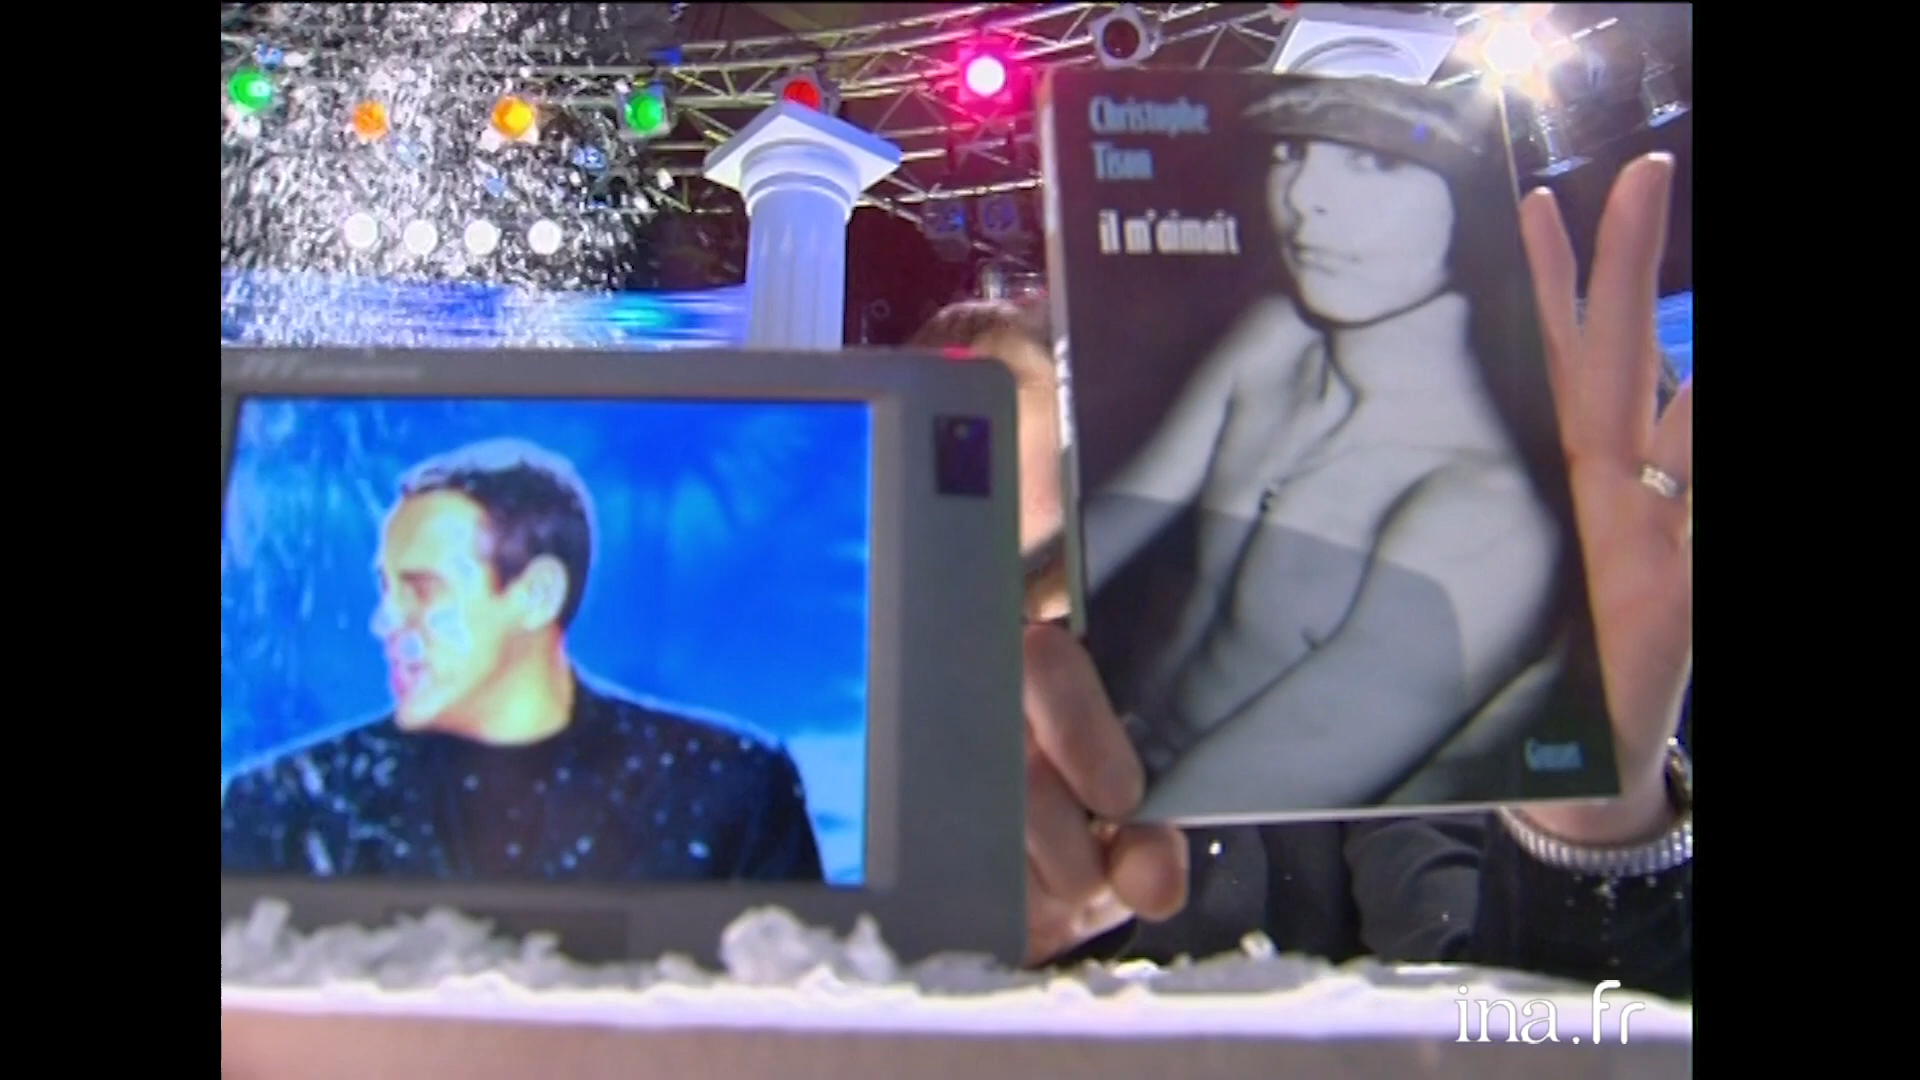 Christophe
Tison
il m'aimait
Grasset
ina.fr